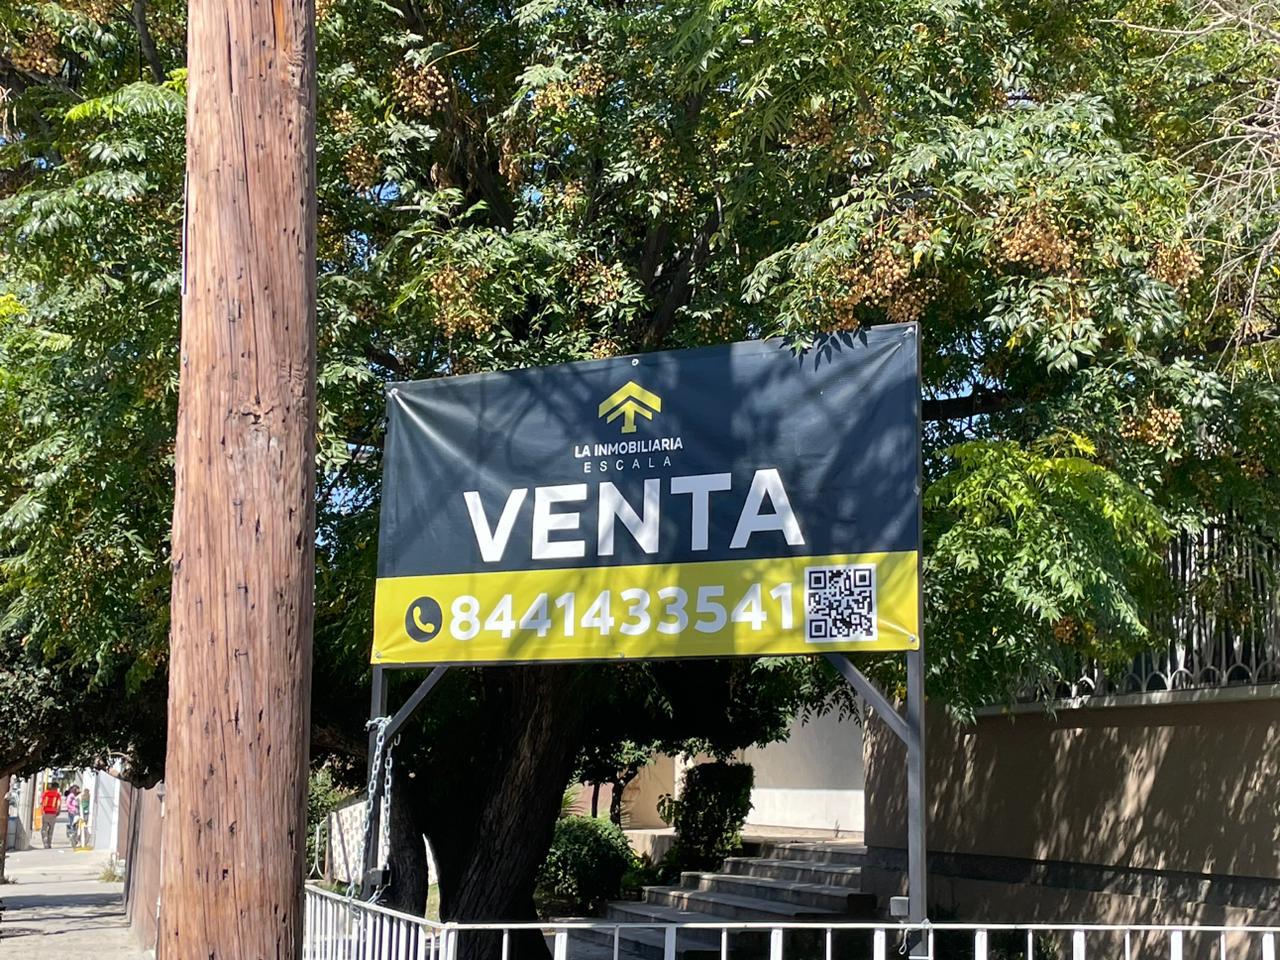 LA INMOBILIARIA
ESCALA
VENTA
8441433541